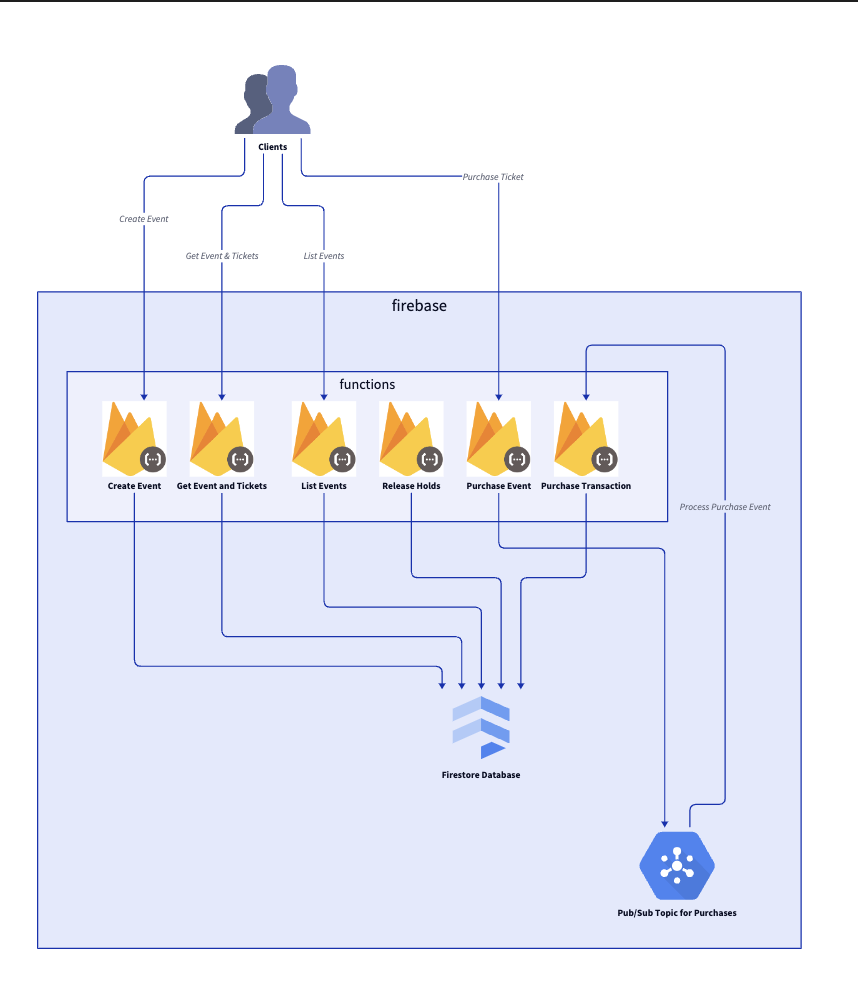 Clients
Purchase Ticket
Create Event
Get Event & Tickets
List Events
firebase
functions
Create Event
Get Event and Tickets
List Events
Release Holds
Purchase Event
Purchase Transaction
Process Purchase Event
Firestore Database
Pub/Sub Topic for Purchases